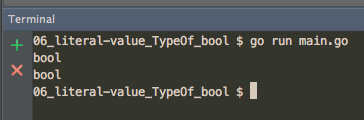 Terminal
06_literal-value_TypeOf_bool $ go run main.go
bool
bool
06_literal-value_TypeOf_bool $